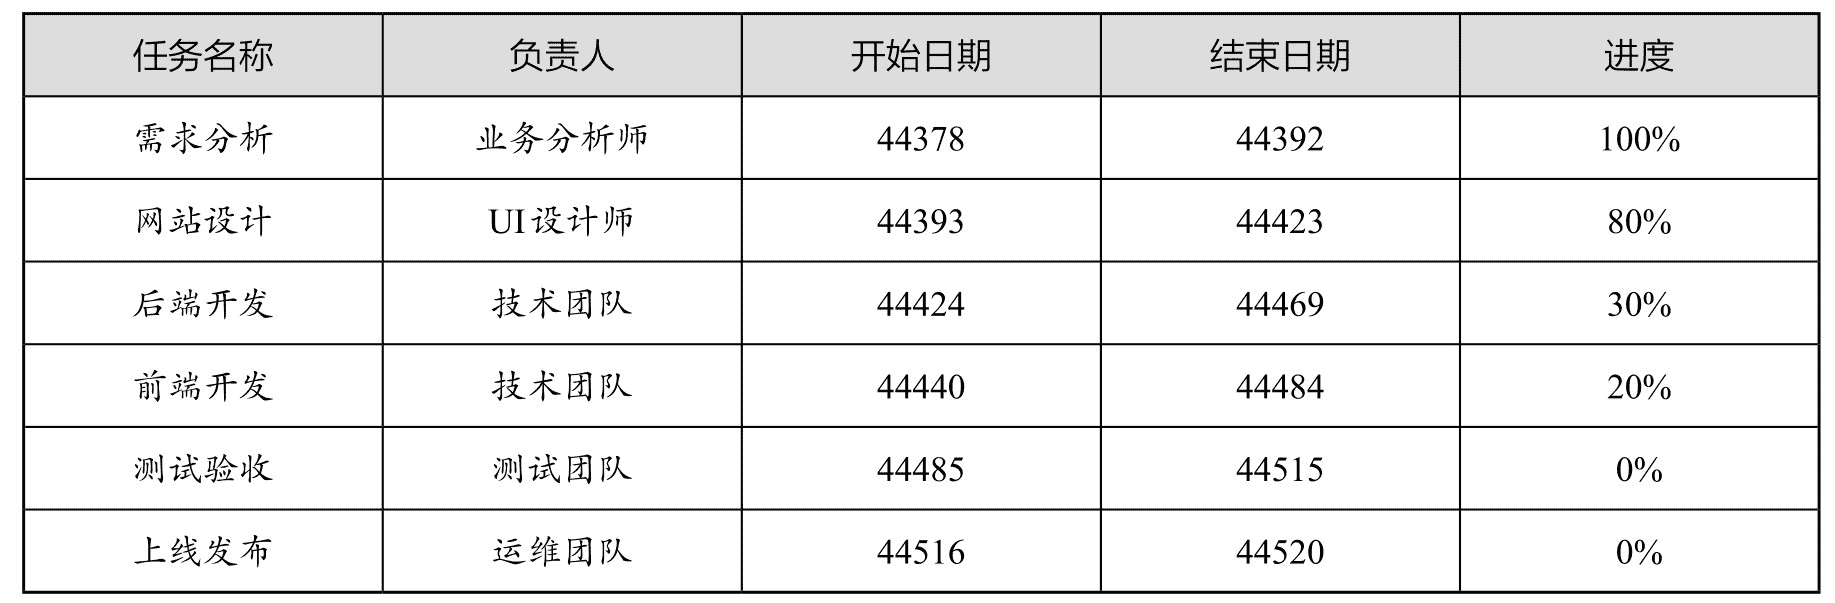 任务名称 负责人 开始日期 结束日期 进度
需求分析 业务分析师 44378 44392 100%
网站设计 UI设计师 44393 44423 80%
后端开发 技术团队 44424 44469 30%
前端开发 技术团队 44440 44484 20%
测试验收 测试团队 44485 44515 0%
上线发布 运维团队 44516 44520 0%